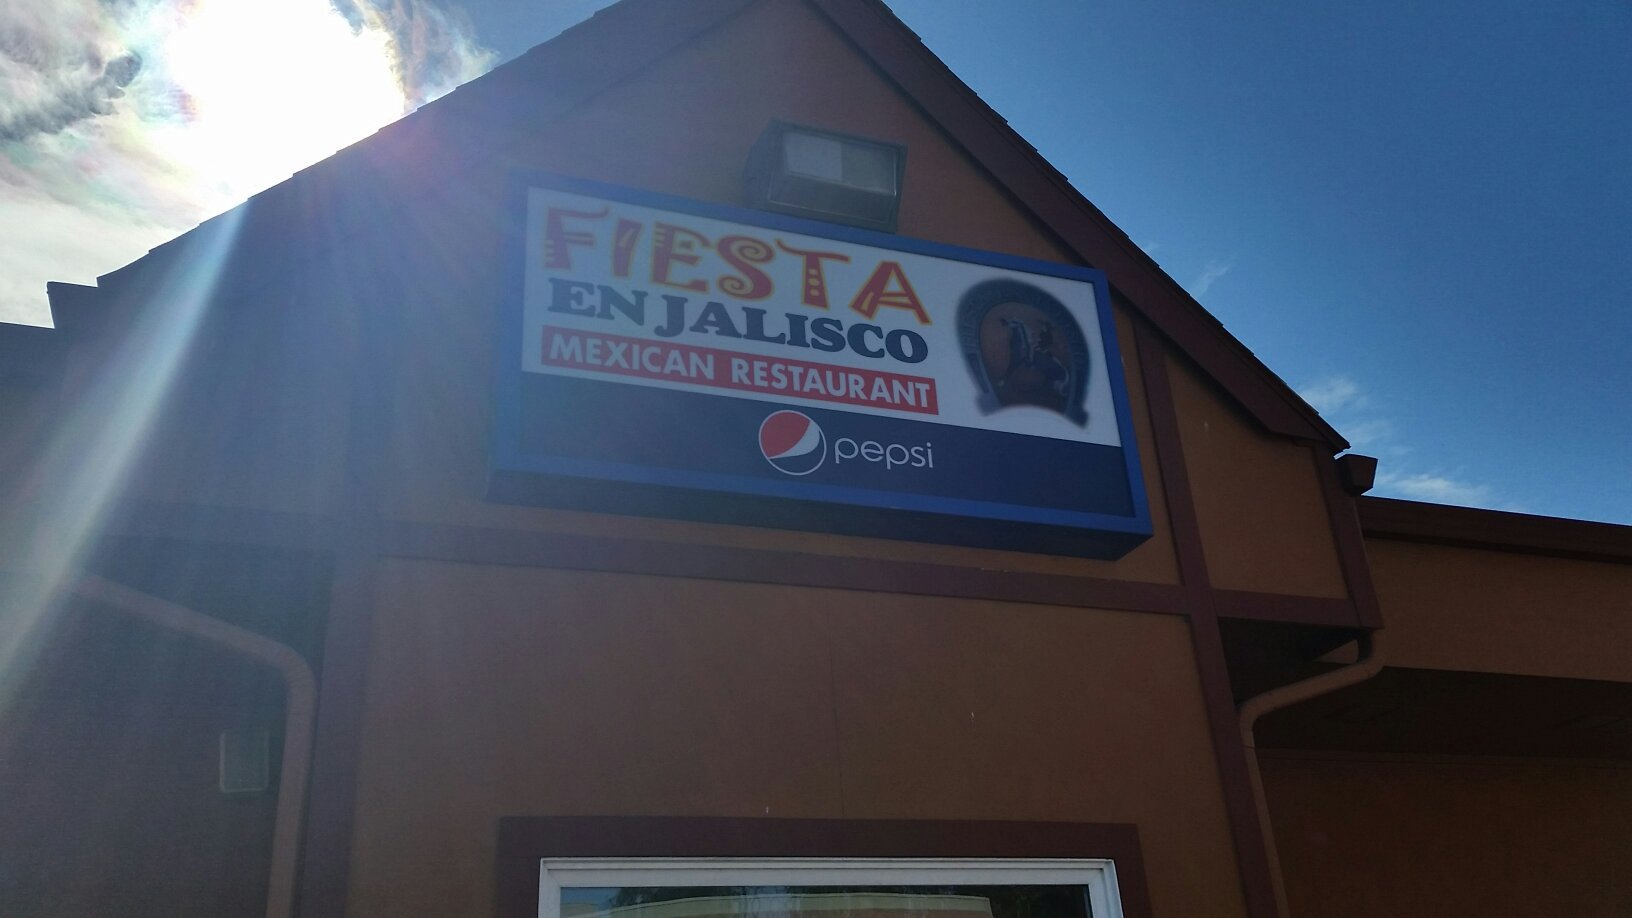 FIESTA
EN JALISCO
MEXICAN RESTAURANT
pepsi